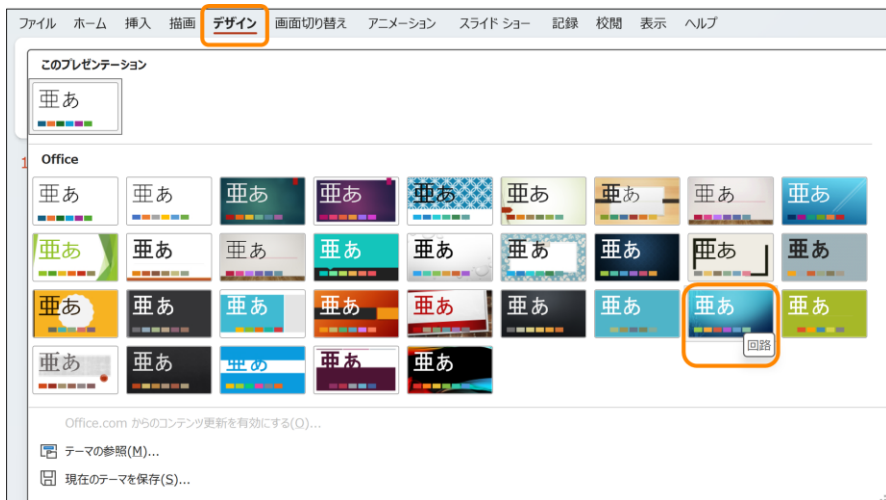 ファイル ホーム 挿入 描画 デザイン 画面切り替え アニメーション スライド ショー 記録 校閲 表示 ヘルプ
このプレゼンテーション
亜あ
1
Office
亜あ 亜あ 亜あ 亜あ 亜あ 亜あ 亜あ 亜あ 亜あ
亜あ 亜あ 亜あ 亜あ 亜あ 亜あ 亜あ 亜あ 亜あ
亜あ 亜あ 亜あ 亜あ 亜あ 亜あ 亜あ 亜あ 亜あ
回路
亜あ 亜あ 亜あ 亜あ 亜あ
Office.com からのコンテンツ更新を有効にする(O)...
テーマの参照(M)...
現在のテーマを保存(S)...